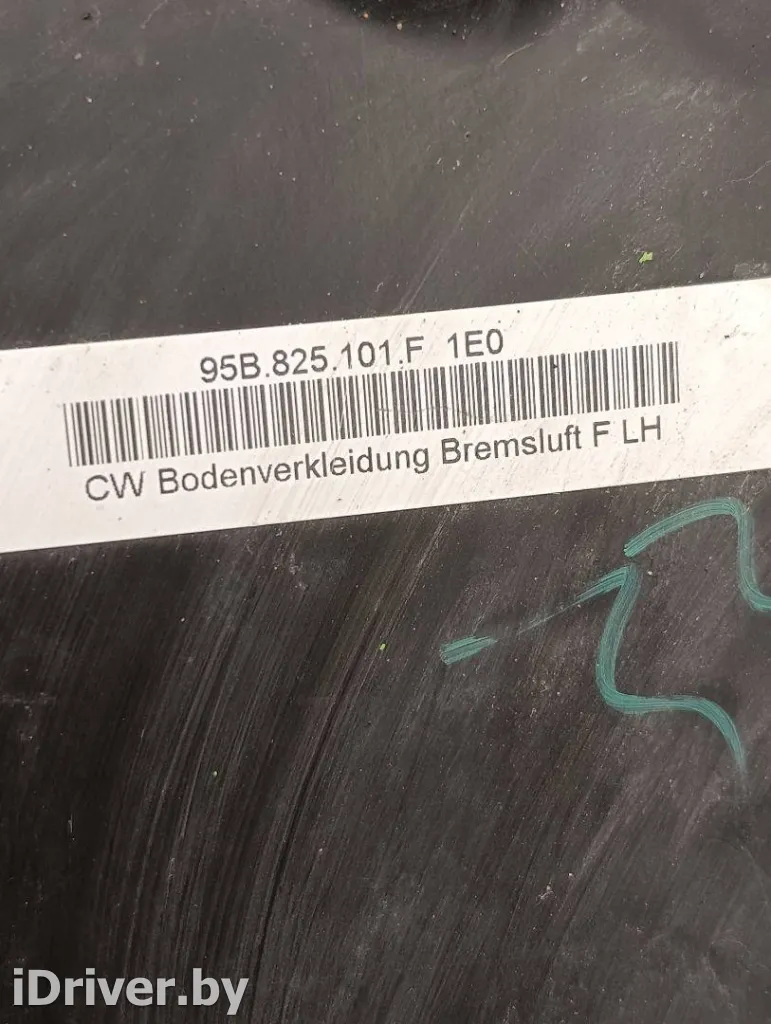 95B.825.101.F 1E0
CW Bodenverkleidung Bremsluft F LH
iDriver.by